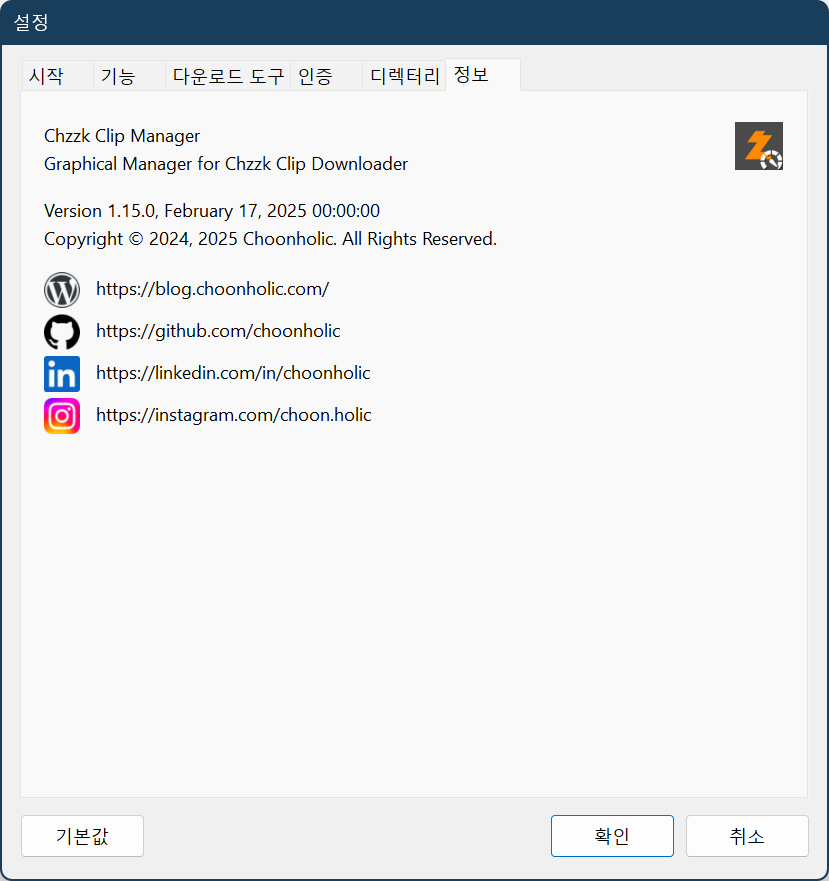 설정
시작 기능 다운로드 도구 인증 디렉터리 정보
Chzzk Clip Manager
Graphical Manager for Chzzk Clip Downloader
Version 1.15.0, February 17, 2025 00:00:00
Copyright © 2024, 2025 Choonholic. All Rights Reserved.
https://blog.choonholic.com/
https://github.com/choonholic
https://linkedin.com/in/choonholic
https://instagram.com/choon.holic
기본값 확인 취소